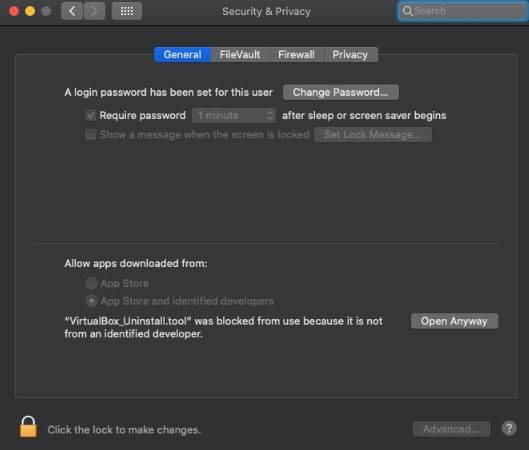 Security & Privacy
Search
General
FileVault
Firewall
Privacy
A login password has been set for this user
Change Password...
Require password
1 minute
after sleep or screen saver begins
Show a message when the screen is locked
Set Lock Message...
Allow apps downloaded from:
App Store
App Store and identified developers
“VirtualBox_Uninstall.tool” was blocked from use because it is not
from an identified developer.
Open Anyway
Click the lock to make changes.
Advanced...
?